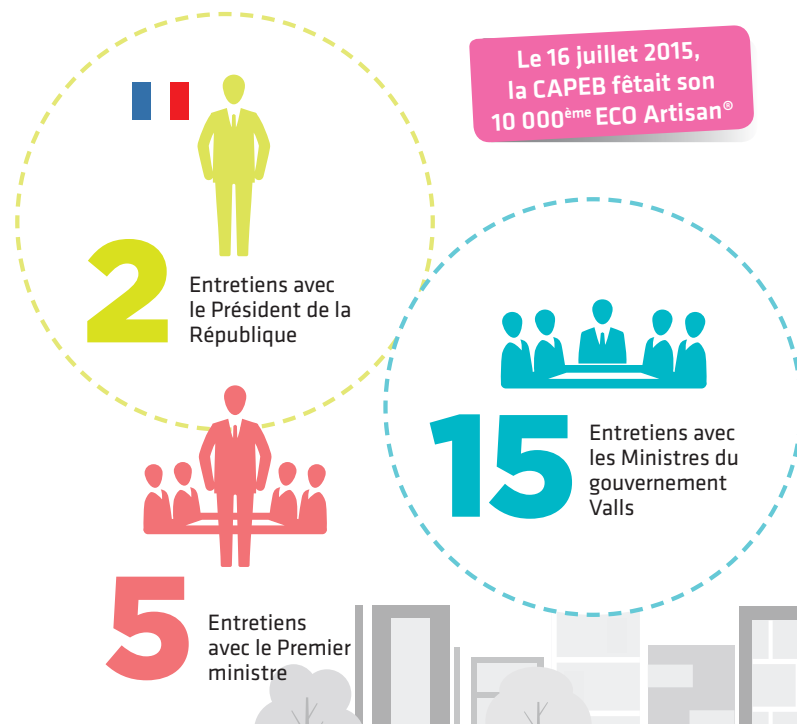 Le 16 juillet 2015,
la CAPEB fêtait son
10 000ème ECO Artisan®
2
Entretiens avec
le Président de la
République
15
Entretiens avec
les Ministres du
gouvernement
Valls
5
Entretiens
avec le Premier
ministre